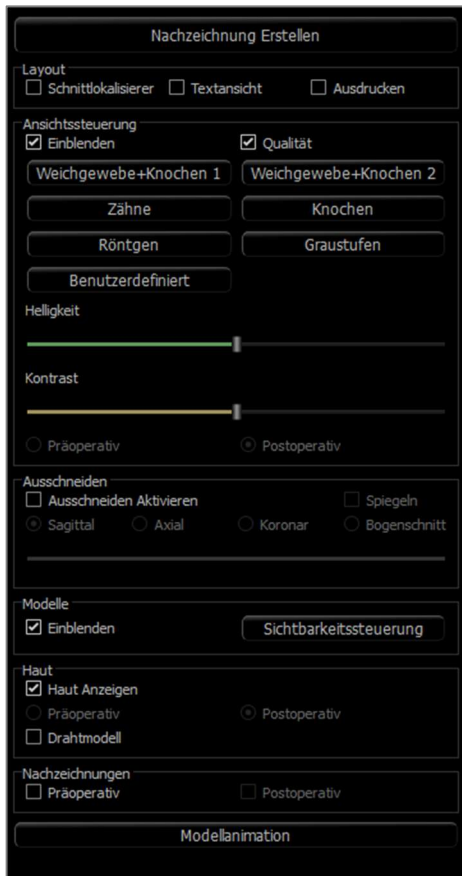 Nachzeichnung Erstellen
Layout
Schnittlokalisierer Textansicht Ausdrucken
Ansichtssteuerung
Einblenden Qualität
Weichgewebe+Knochen 1 Weichgewebe+Knochen 2
Zähne Knochen
Röntgen Graustufen
Benutzerdefiniert
Helligkeit
Kontrast
Präoperativ Postoperativ
Ausschneiden
Ausschneiden Aktivieren Spiegeln
Sagittal Axial Koronar Bogenschnitt
Modelle
Einblenden Sichtbarkeitssteuerung
Haut
Haut Anzeigen
Präoperativ Postoperativ
Drahtmodell
Nachzeichnungen
Präoperativ Postoperativ
Modellanimation